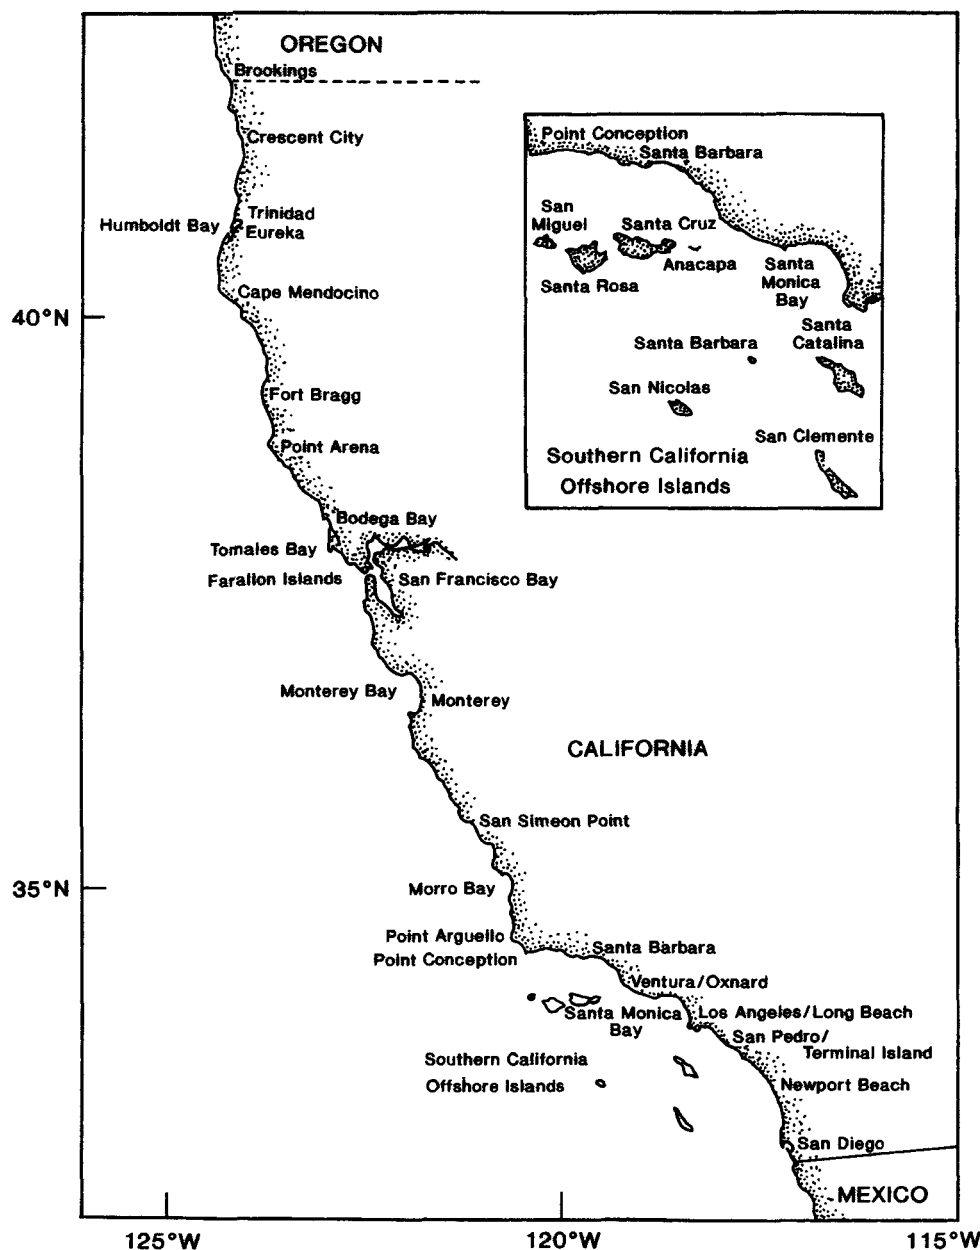 OREGON
Brookings
Crescent City
Humboldt Bay
Trinidad
Eureka
Cape Mendocino
40°N
Fort Bragg
Point Arena
Bodega Bay
Tomales Bay
Farallon Islands
San Francisco Bay
Monterey Bay
Monterey
CALIFORNIA
San Simeon Point
35°N
Morro Bay
Point Arguello
Point Conception
Santa Barbara
Ventura/Oxnard
Santa Monica
Bay
Los Angeles/Long Beach
San Pedro/
Terminal Island
Southern California
Offshore Islands
Newport Beach
San Diego
MEXICO
125°W
120°W
115°W
Point Conception
Santa Barbara
San
Miguel
Santa Cruz
Anacapa
Santa Rosa
Santa
Monica
Bay
Santa Barbara
Santa
Catalina
San Nicolas
San Clemente
Southern California
Offshore Islands